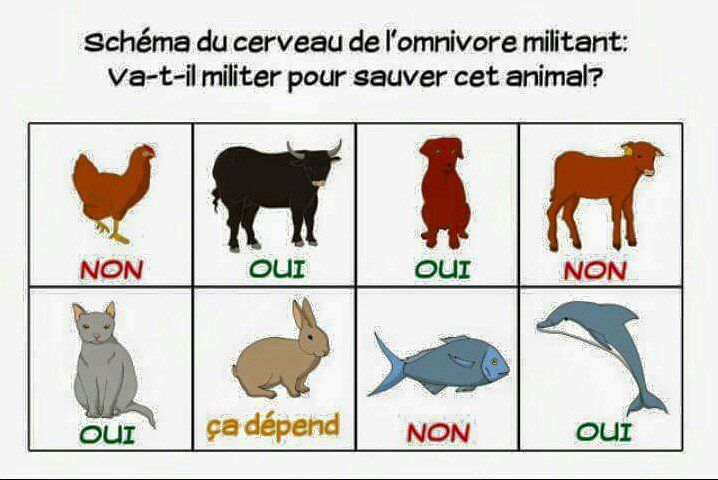 Schéma du cerveau de l'omnivore militant:
Va-t-il militer pour sauver cet animal?
NON
OUI
OUI
NON
OUI
ça dépend
NON
OUI